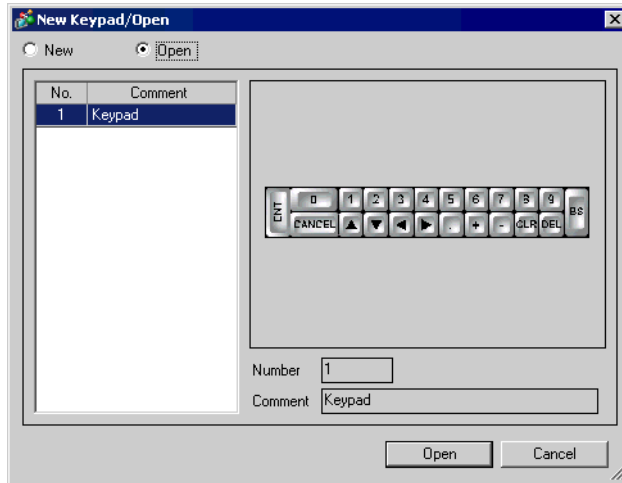 New Keypad/Open
New Open
No. Comment
1 Keypad
ENT 0 1 2 3 4 5 6 7 8 9 BS
CANCEL . + - CLR DEL
Number 1
Comment Keypad
Open Cancel